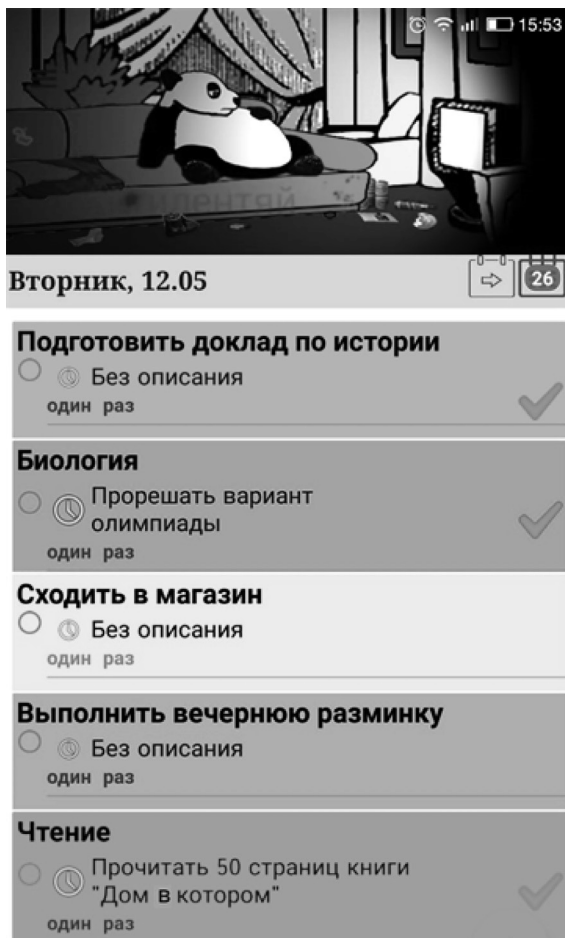 15:53
Вторник, 12.05
26
Подготовить доклад по истории
Без описания
один раз
Биология
Прорешать вариант
олимпиады
один раз
Сходить в магазин
Без описания
один раз
Выполнить вечернюю разминку
Без описания
один раз
Чтение
Прочитать 50 страниц книги
"Дом в котором"
один раз